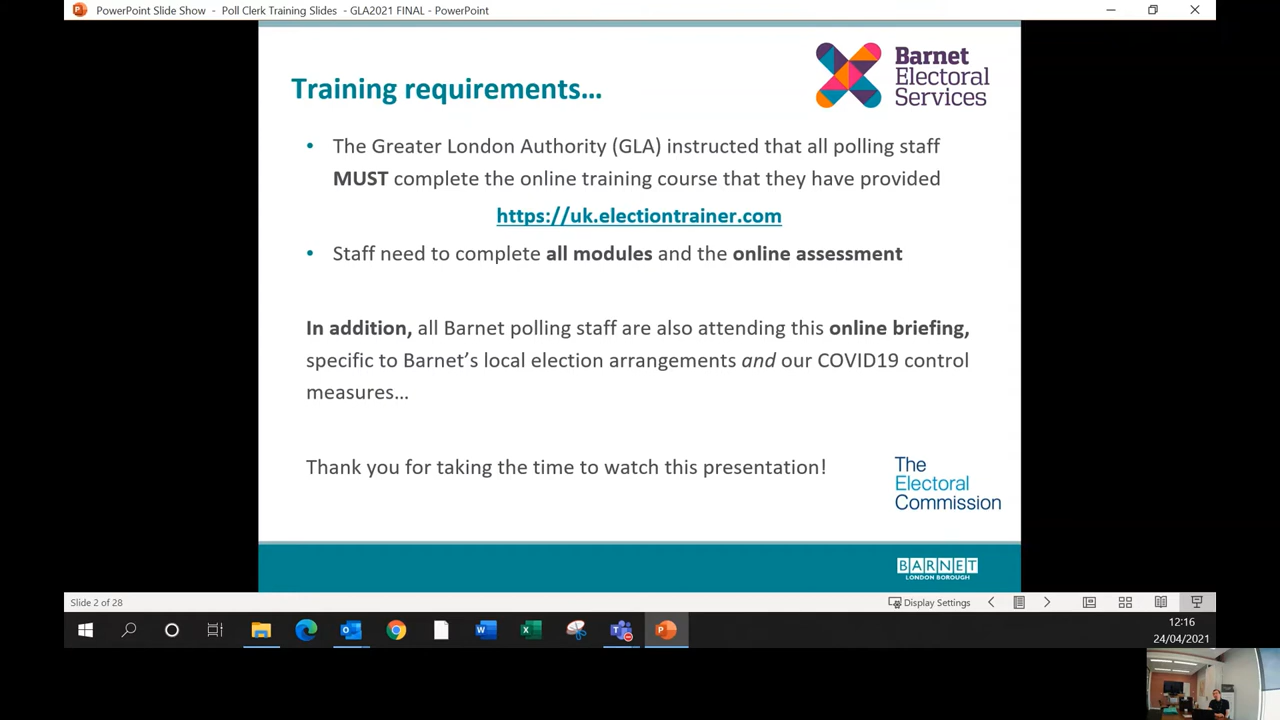 PowerPoint Slide Show - Poll Clerk Training Slides - GLA2021 FINAL - PowerPoint
Barnet
Electoral
Services
Training requirements…
• The Greater London Authority (GLA) instructed that all polling staff
MUST complete the online training course that they have provided
https://uk.electiontrainer.com
• Staff need to complete all modules and the online assessment
In addition, all Barnet polling staff are also attending this online briefing,
specific to Barnet’s local election arrangements and our COVID19 control
measures…
Thank you for taking the time to watch this presentation!
The
Electoral
Commission
BARNET
LONDON BOROUGH
Slide 2 of 28
Display Settings
12:16
24/04/2021